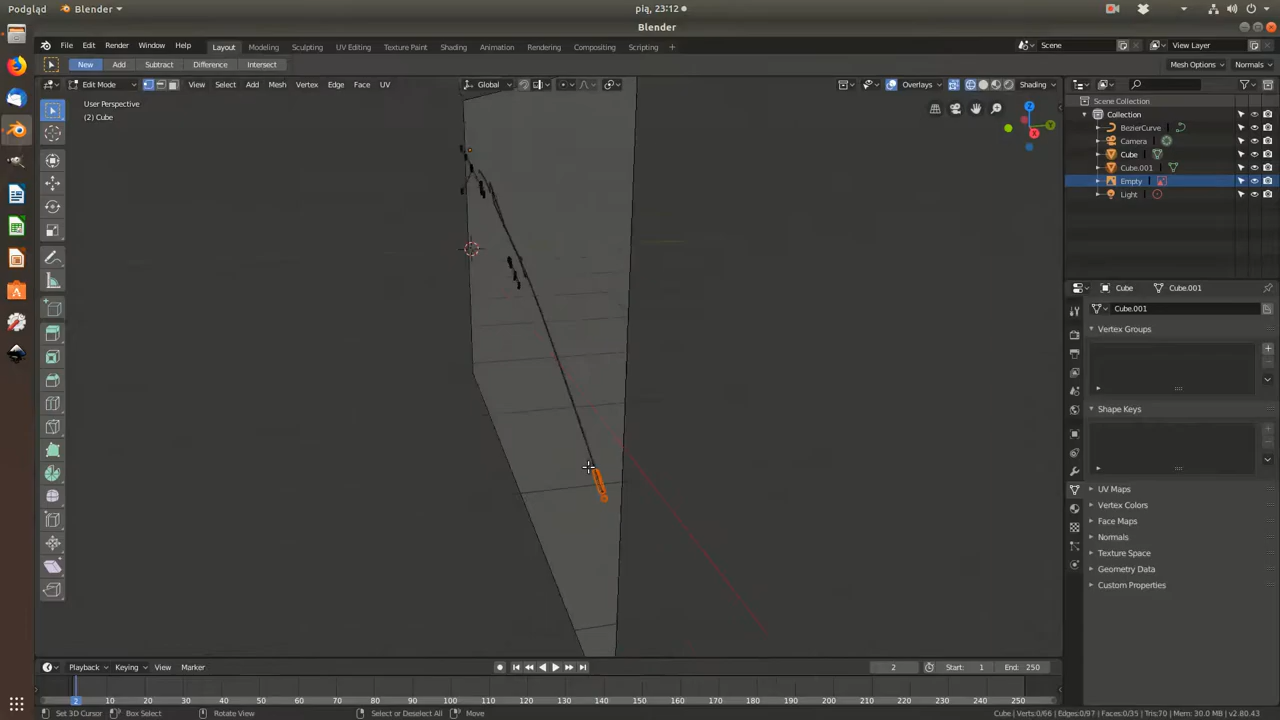 Podgląd Blender pią, 23:12
Blender
File Edit Render Window Help Layout Modeling Sculpting UV Editing Texture Paint Shading Animation Rendering Compositing Scripting + Scene View Layer
New Add Subtract Difference Intersect Mesh Options Normals
Edit Mode View Select Add Mesh Vertex Edge Face UV Global Overlays Shading
User Perspective
(2) Cube
Scene Collection
Collection
BezierCurve
Camera
Cube
Cube.001
Empty
Light
Z
Y
X
Cube Cube.001
Cube.001
Vertex Groups
Shape Keys
UV Maps
Vertex Colors
Face Maps
Normals
Texture Space
Geometry Data
Custom Properties
Playback Keying View Marker 2 Start: 1 End: 250
2 10 20 30 40 50 60 70 80 90 100 110 120 130 140 150 160 170 180 190 200 210 220 230 240 250
Set 3D Cursor Box Select Rotate View Select or Deselect All Move Cube | Verts:0/66 | Edges:0/97 | Faces:0/35 | Tris:70 | Mem: 30.0 MB | v2.80.43